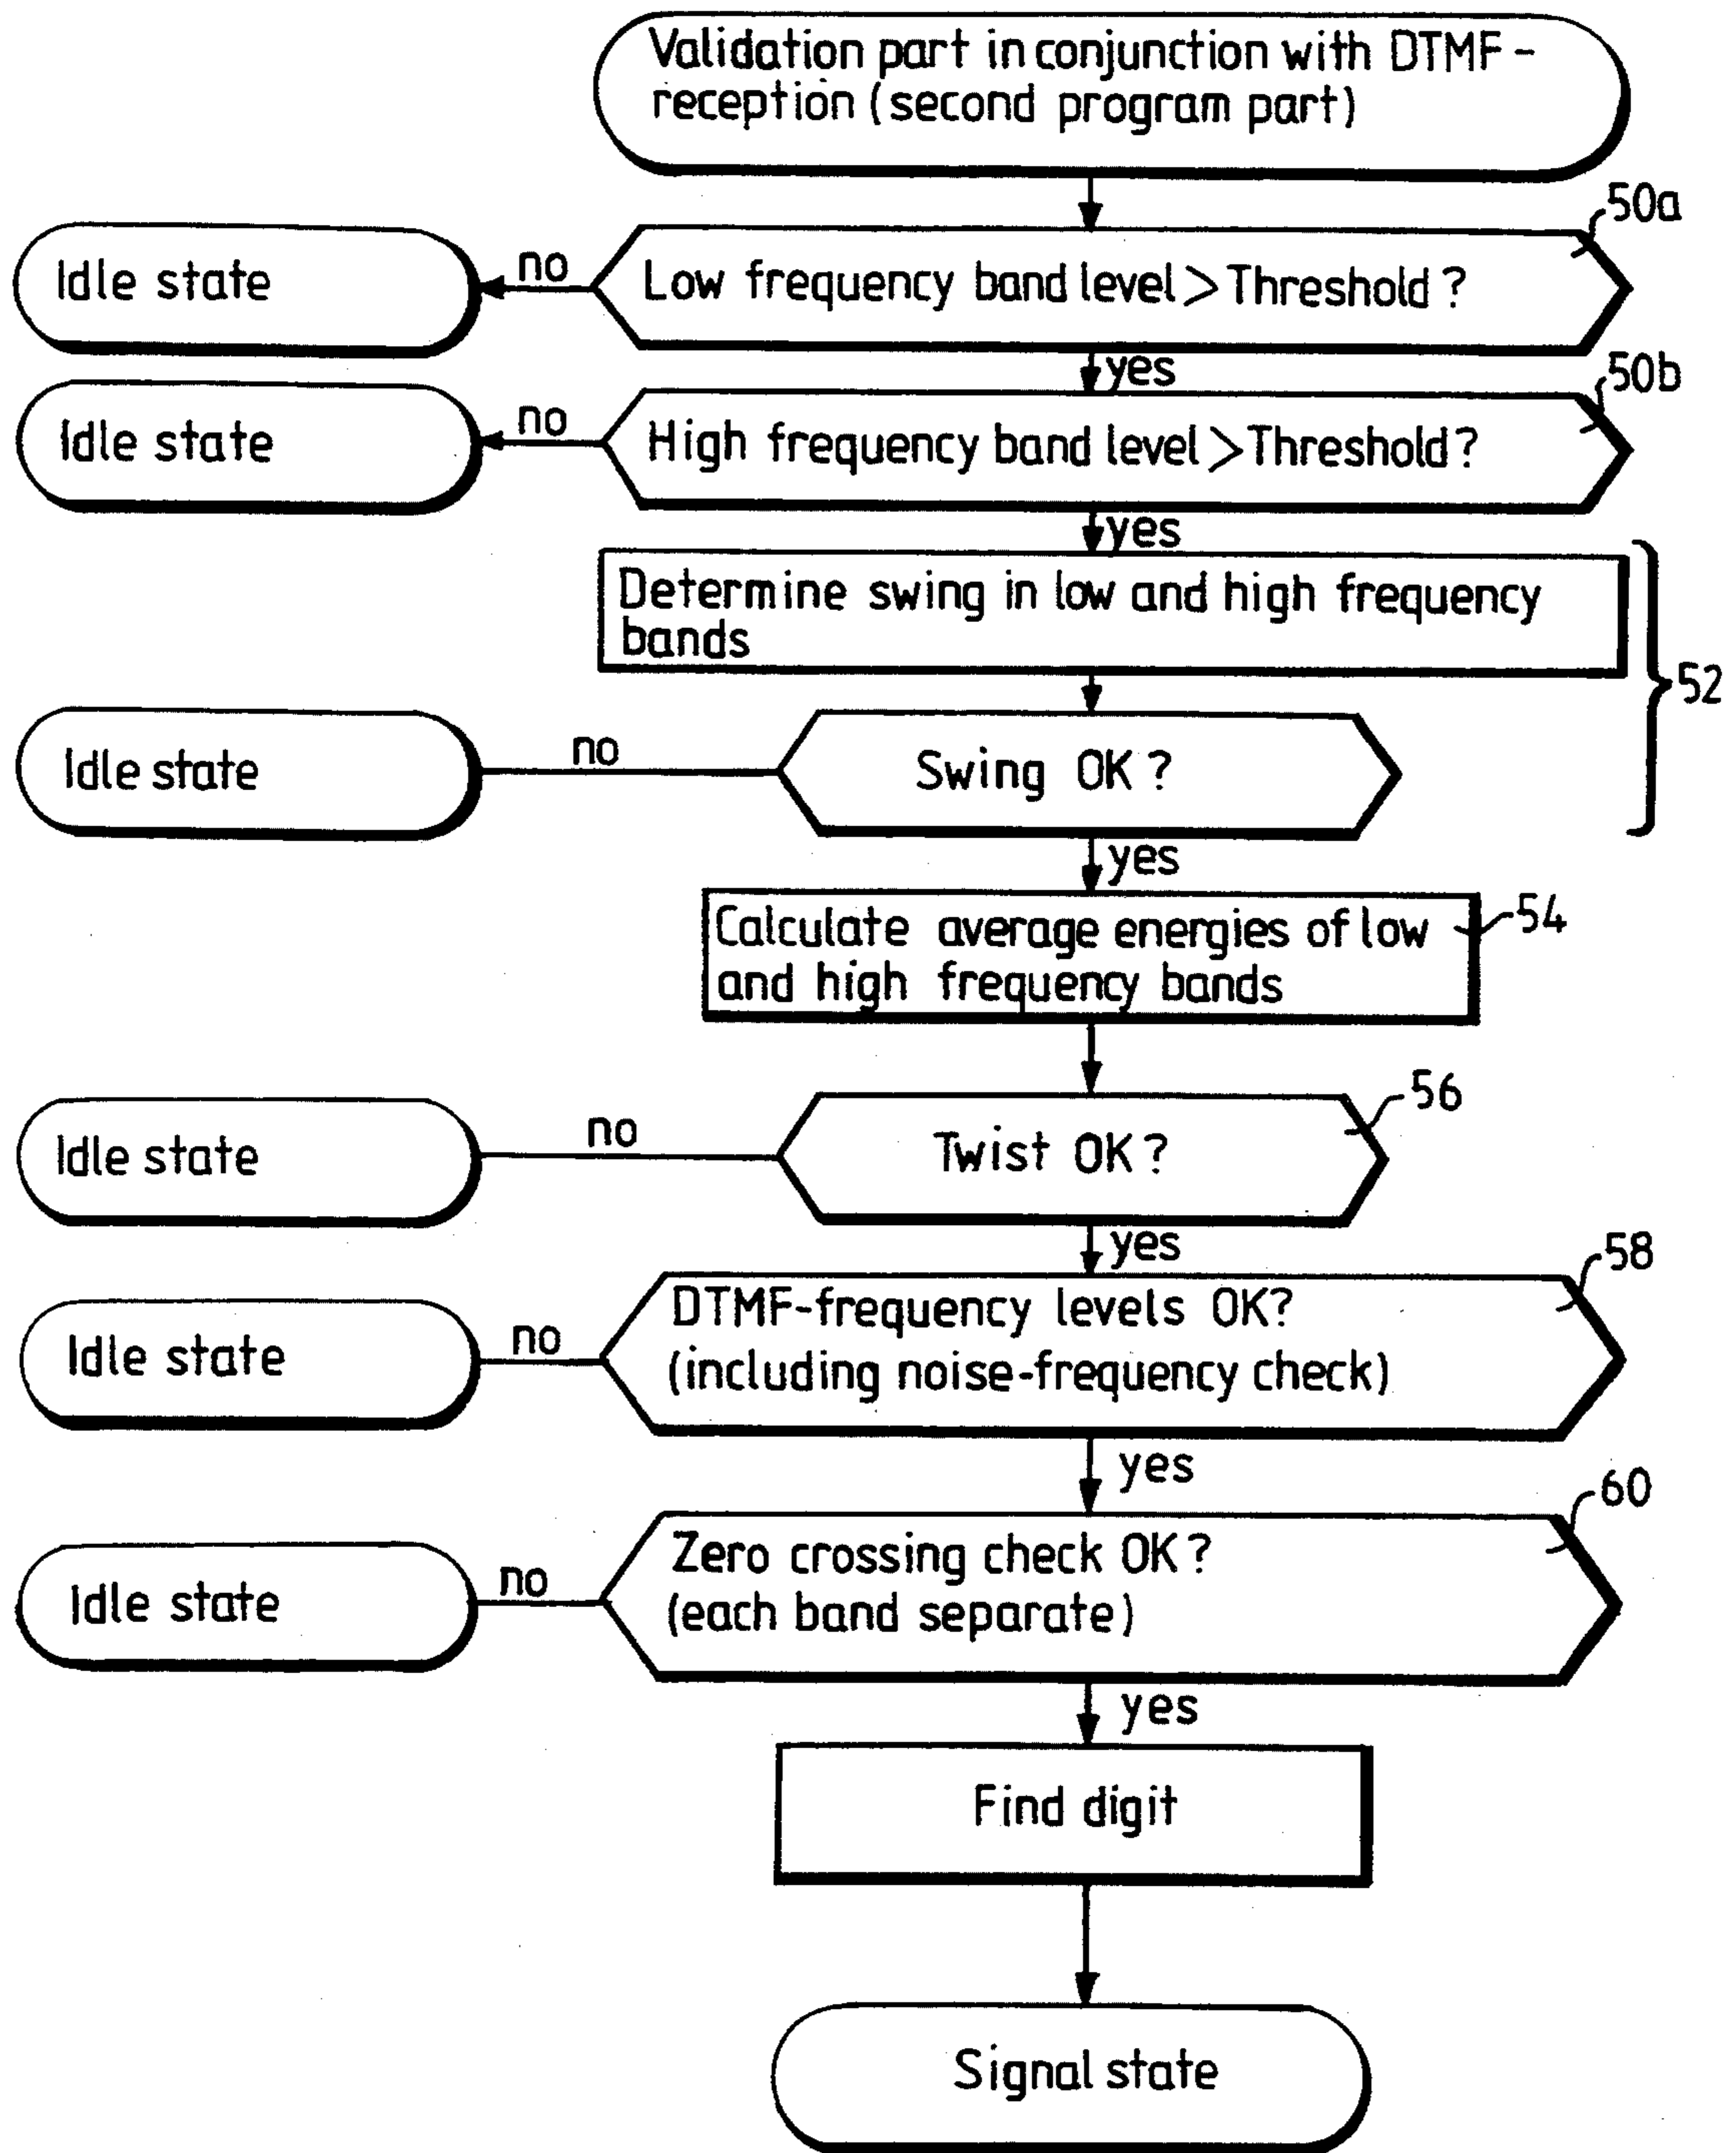 Validation part in conjunction with DTMF-
reception (second program part)
50a
Idle state
no
Low frequency band level > Threshold?
yes
50b
Idle state
no
High frequency band level > Threshold?
yes
Determine swing in low and high frequency
bands
52
Idle state
no
Swing OK?
yes
Calculate average energies of low
and high frequency bands
54
56
Idle state
no
Twist OK?
yes
58
DTMF-frequency levels OK?
(including noise-frequency check)
Idle state
no
yes
60
Zero crossing check OK?
(each band separate)
Idle state
no
yes
Find digit
Signal state